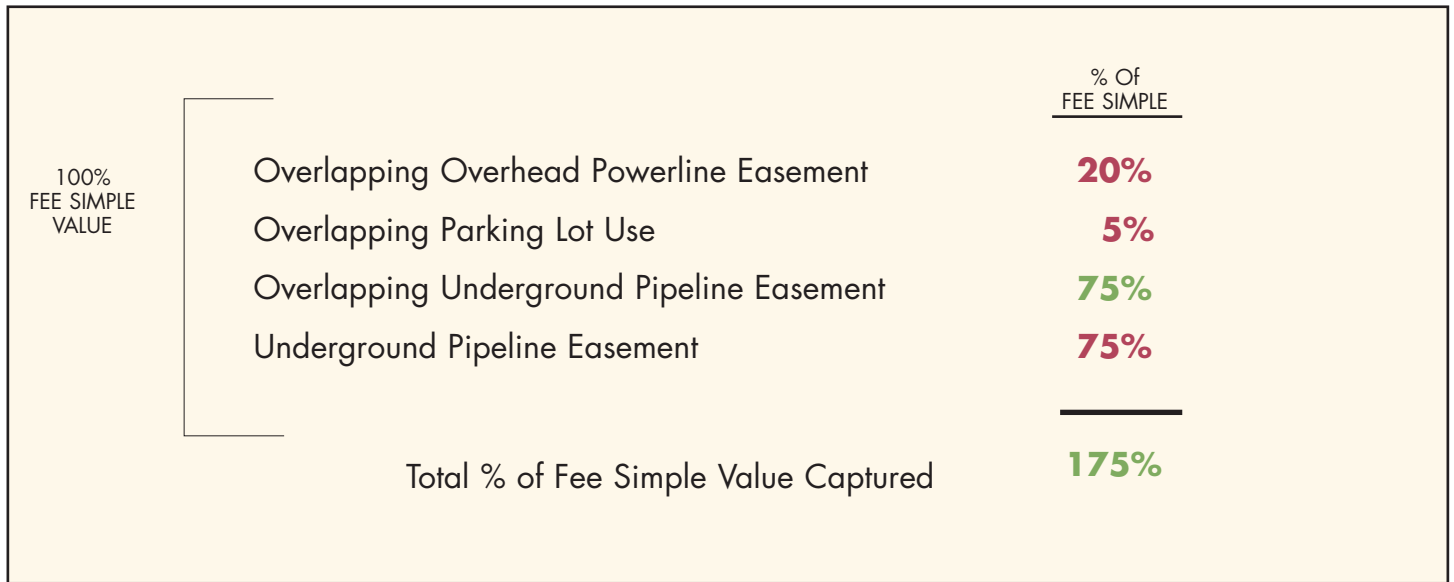 % Of
FEE SIMPLE
100%
FEE SIMPLE
VALUE
Overlapping Overhead Powerline Easement 20%
Overlapping Parking Lot Use 5%
Overlapping Underground Pipeline Easement 75%
Underground Pipeline Easement 75%
Total % of Fee Simple Value Captured 175%